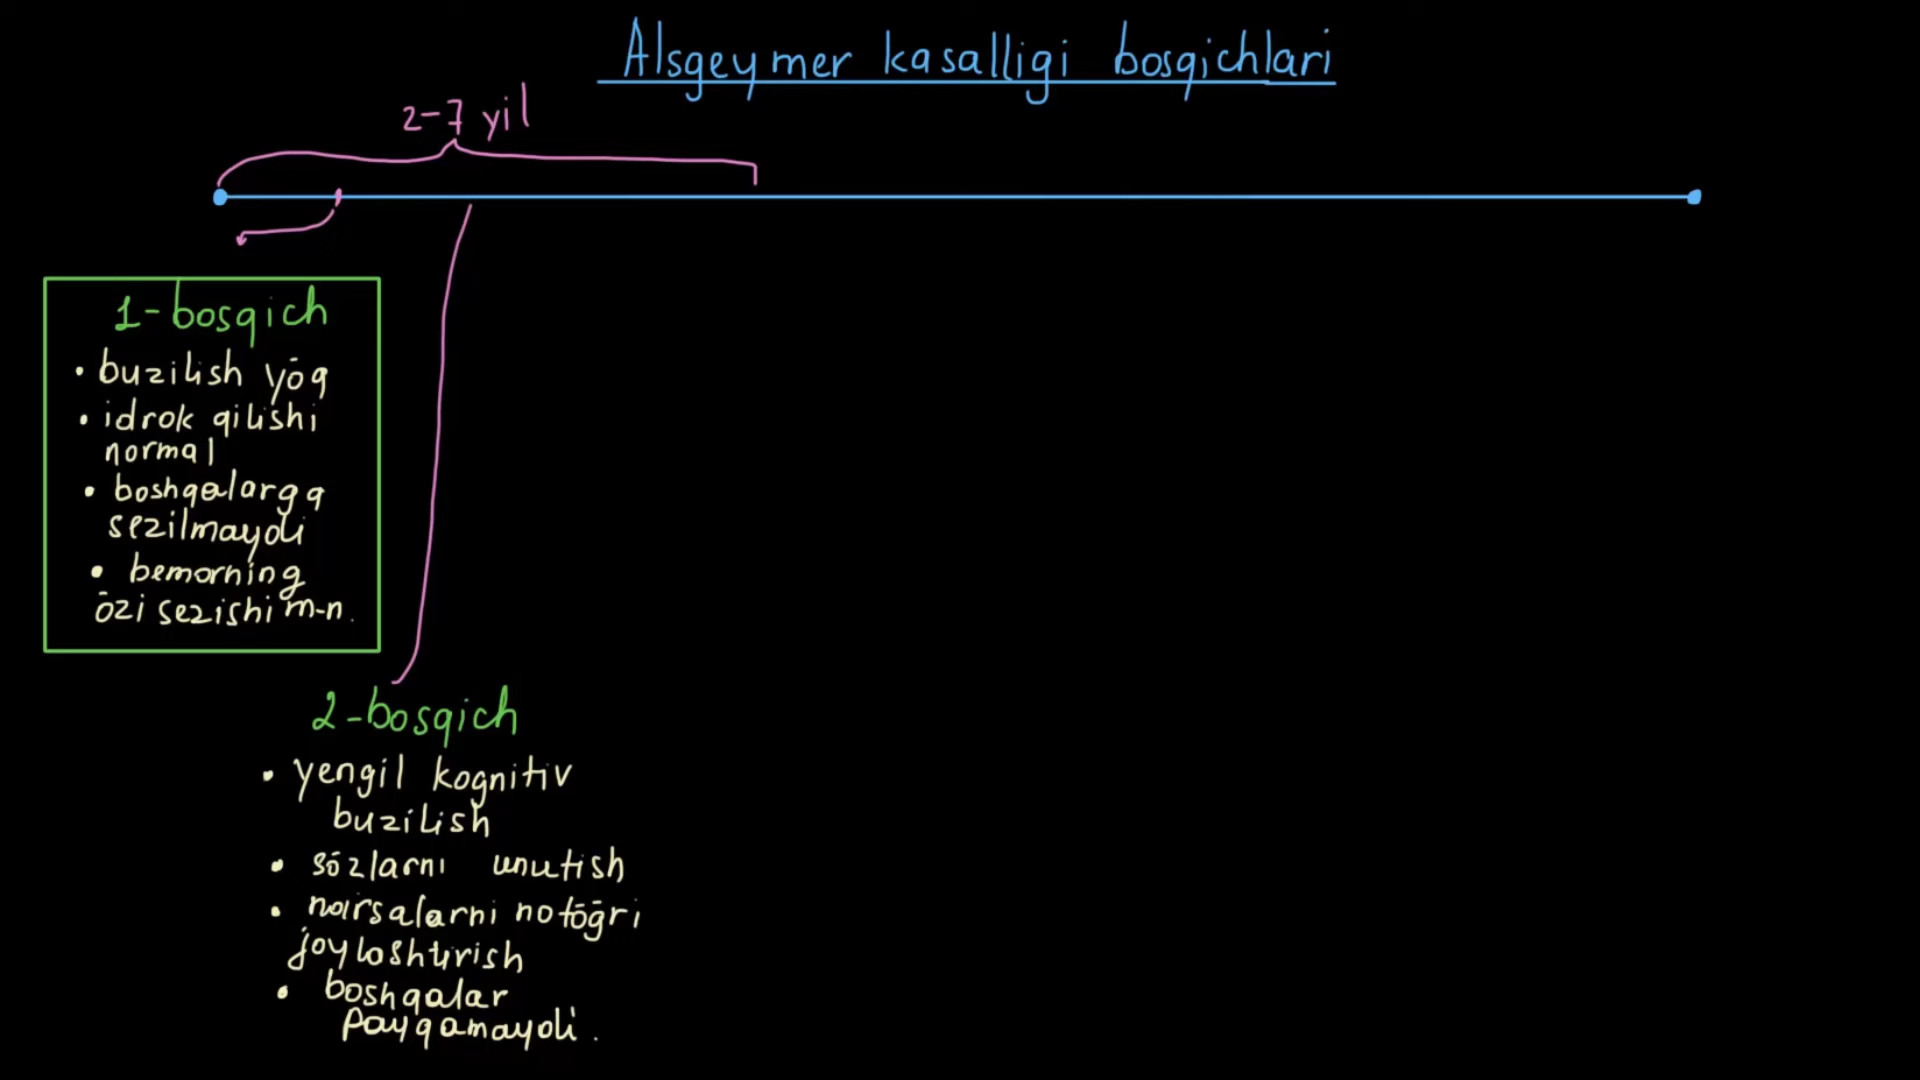 Alsgeymer kasalligi bosqichlari
2-7 yil
1-bosqich
• buzilish yōq
• idrok qilishi
normal
• boshqalarga
sezilmaydi
• bemorning
ōzi sezishi m-n.
2-bosqich
• yengil kognitiv
buzilish
• sōzlarni unutish
• narsalarni notōğri
joylashtirish
• boshqalar
payqamaydi.